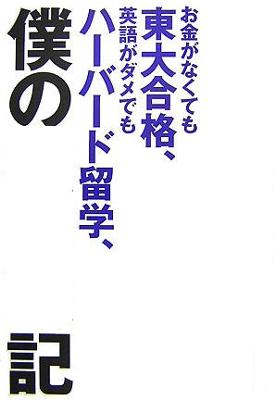 お金がなくても
東大合格、
英語がダメでも
ハーバード留学、
僕の
記